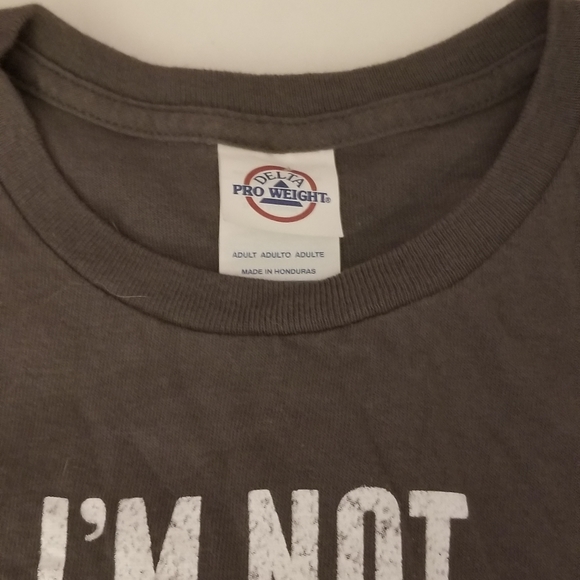 DELTA
PRO WEIGHT®
ADULT ADULTO ADULTE
MADE IN HONDURAS
I'M NOT